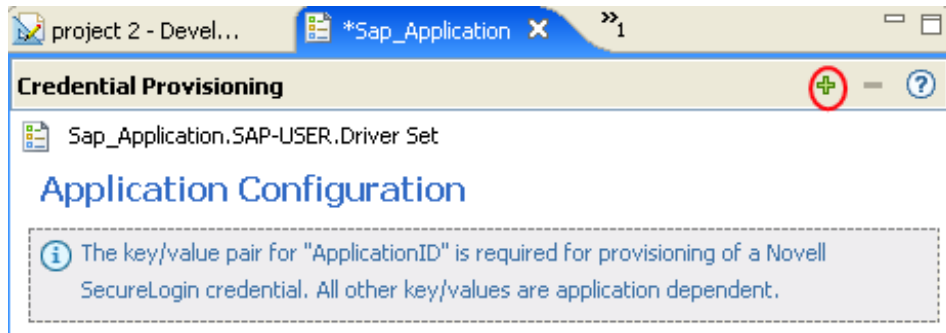 project 2 - Devel... *Sap_Application »1
Credential Provisioning
Sap_Application.SAP-USER.Driver Set
Application Configuration
The key/value pair for "ApplicationID" is required for provisioning of a Novell
SecureLogin credential. All other key/values are application dependent.